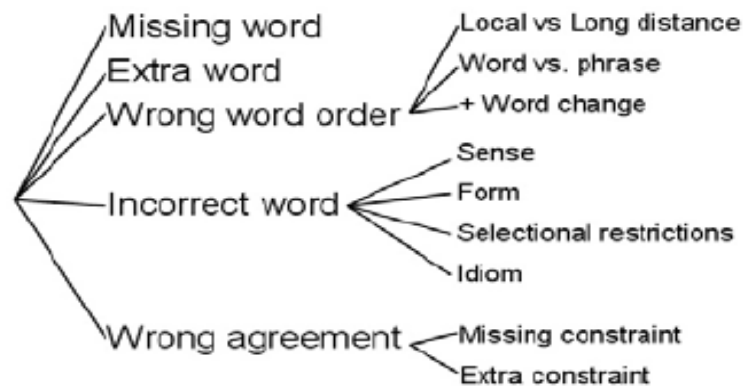 Missing word
Extra word
Wrong word order
Local vs Long distance
Word vs. phrase
+ Word change
Incorrect word
Sense
Form
Selectional restrictions
Idiom
Wrong agreement
Missing constraint
Extra constraint